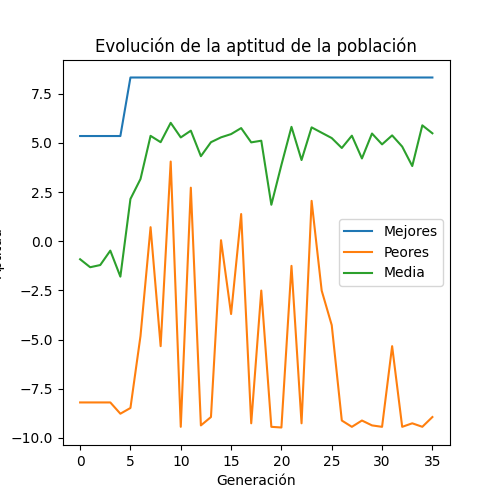 Evolución de la aptitud de la población
7.5
5.0
2.5
0.0
−2.5
−5.0
−7.5
−10.0
Mejores
Peores
Media
0 5 10 15 20 25 30 35
Generación